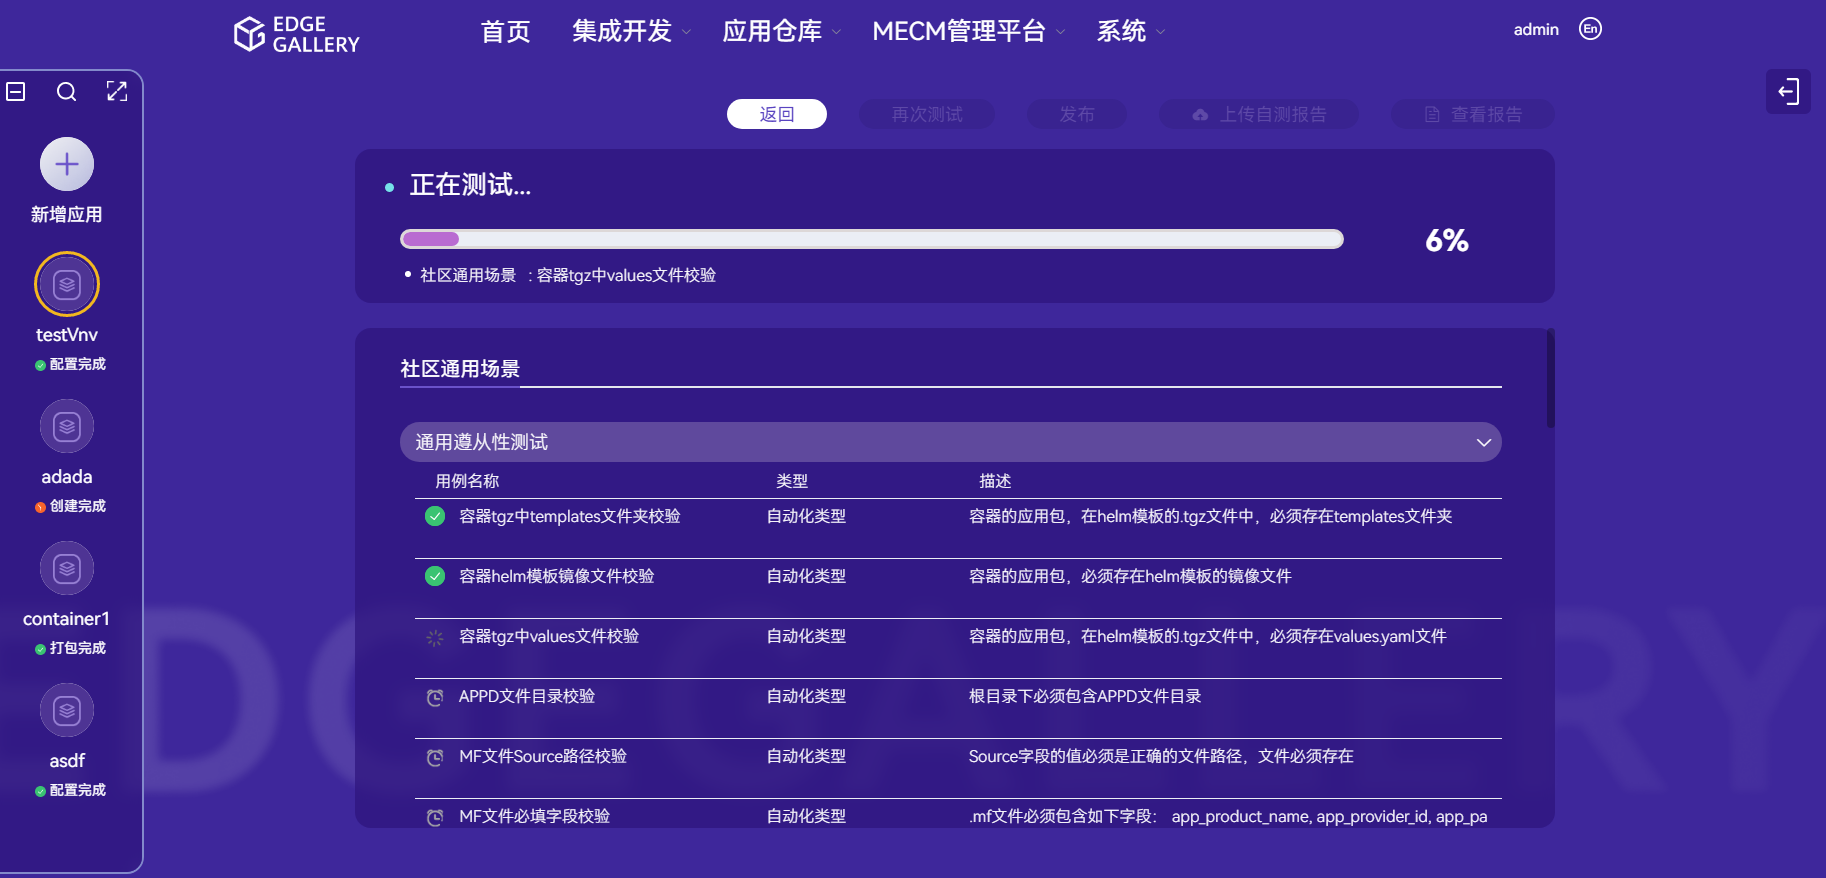 EDGE
GALLERY
首页 集成开发 应用仓库 MECM管理平台 系统
admin En
返回 再次测试 发布 上传自测报告 查看报告
新增应用
testVnv
配置完成
adada
创建完成
container1
打包完成
asdf
配置完成
正在测试...
6%
社区通用场景 : 容器tgz中values文件校验
社区通用场景
通用遵从性测试
用例名称 类型 描述
容器tgz中templates文件夹校验 自动化类型 容器的应用包，在helm模板的.tgz文件中，必须存在templates文件夹
容器helm模板镜像文件校验 自动化类型 容器的应用包，必须存在helm模板的镜像文件
容器tgz中values文件校验 自动化类型 容器的应用包，在helm模板的.tgz文件中，必须存在values.yaml文件
APPD文件目录校验 自动化类型 根目录下必须包含APPD文件目录
MF文件Source路径校验 自动化类型 Source字段的值必须是正确的文件路径，文件必须存在
MF文件必填字段校验 自动化类型 .mf文件必须包含如下字段： app_product_name, app_provider_id, app_pa
EDGEGALLERY